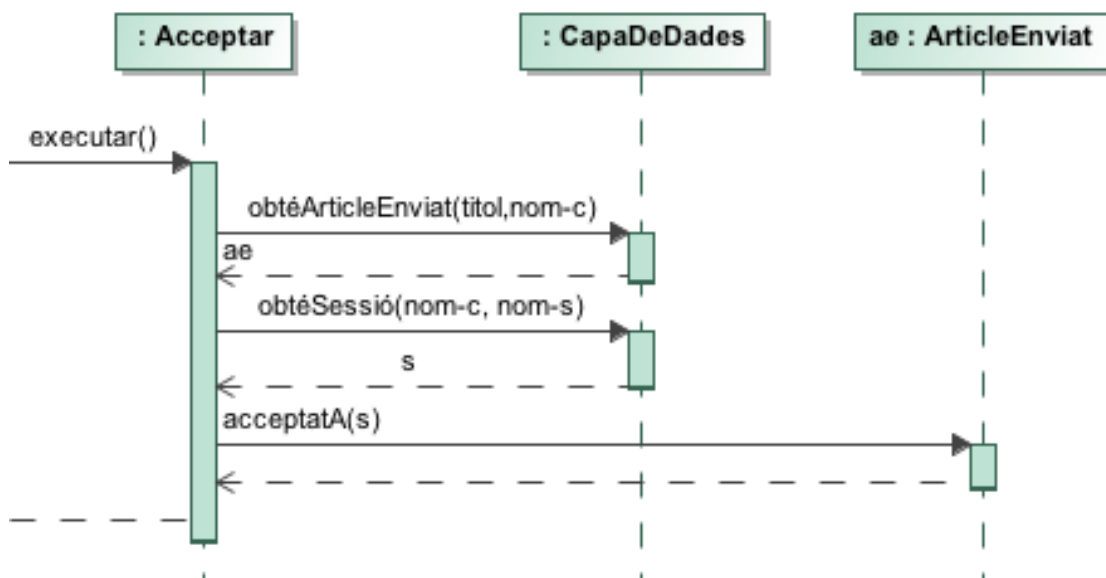 : Acceptar
: CapaDeDades
ae : ArticleEnviat
executar()
obtéArticleEnviat(titol,nom-c)
ae
obtéSessió(nom-c, nom-s)
s
acceptatA(s)